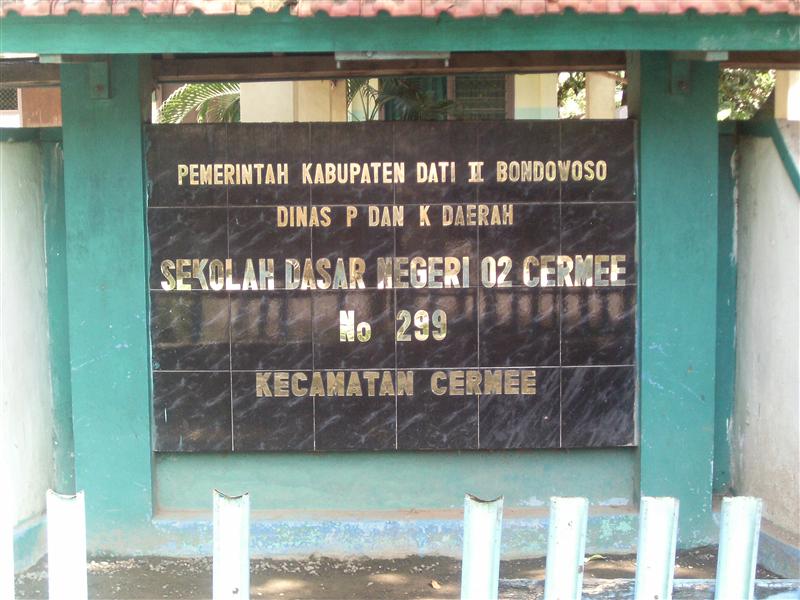 PEMERINTAH KABUPATEN DATI II BONDOWOSO
DINAS P DAN K DAERAH
SEKOLAH DASAR NEGERI 02 CERMEE
No 299
KECAMATAN CERMEE